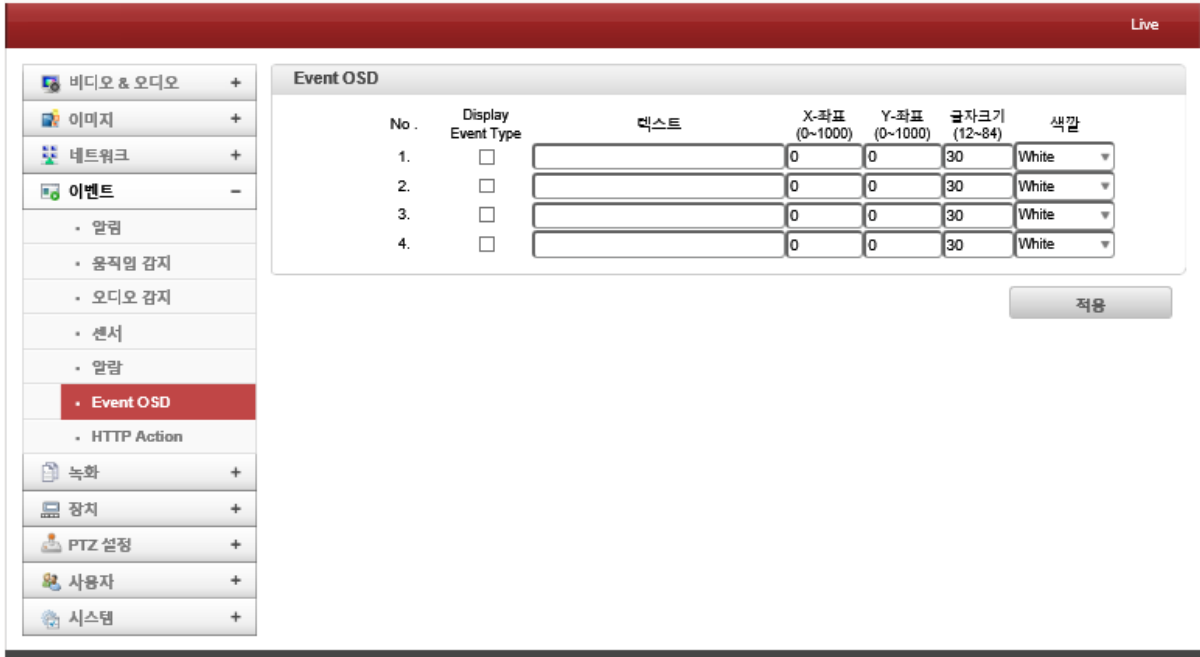 Live
비디오 & 오디오 +
이미지 +
네트워크 +
이벤트 −
• 알림
• 움직임 감지
• 오디오 감지
• 센서
• 알람
• Event OSD
• HTTP Action
녹화 +
장치 +
PTZ 설정 +
사용자 +
시스템 +
Event OSD
No . Display Event Type 텍스트 X-좌표 (0~1000) Y-좌표 (0~1000) 글자크기 (12~84) 색깔
1. 0 0 30 White
2. 0 0 30 White
3. 0 0 30 White
4. 0 0 30 White
적용